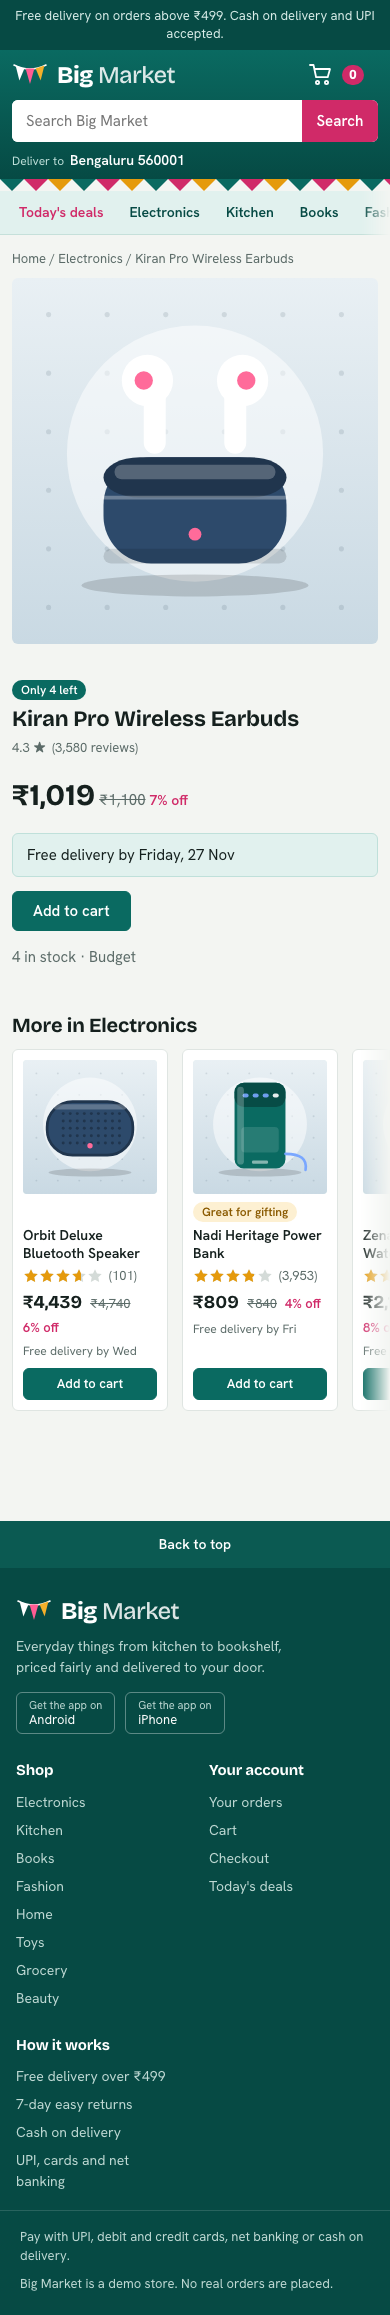 Free delivery on orders above ₹499. Cash on delivery and UPI
accepted.
Big Market
0
Search Big Market
Search
Deliver to Bengaluru 560001
Today's deals Electronics Kitchen Books
Home / Electronics / Kiran Pro Wireless Earbuds
Only 4 left
Kiran Pro Wireless Earbuds
4.3 ★ (3,580 reviews)
₹1,019 ₹1,100 7% off
Free delivery by Friday, 27 Nov
Add to cart
4 in stock · Budget
More in Electronics
Orbit Deluxe
Bluetooth Speaker
(101)
₹4,439 ₹4,740
6% off
Free delivery by Wed
Add to cart
Great for gifting
Nadi Heritage Power
Bank
(3,953)
₹809 ₹840 4% off
Free delivery by Fri
Add to cart
8%
Free
Back to top
Big Market
Everyday things from kitchen to bookshelf,
priced fairly and delivered to your door.
Get the app on
Android
Get the app on
iPhone
Shop
Electronics
Kitchen
Books
Fashion
Home
Toys
Grocery
Beauty
Your account
Your orders
Cart
Checkout
Today's deals
How it works
Free delivery over ₹499
7-day easy returns
Cash on delivery
UPI, cards and net
banking
Pay with UPI, debit and credit cards, net banking or cash on
delivery.
Big Market is a demo store. No real orders are placed.